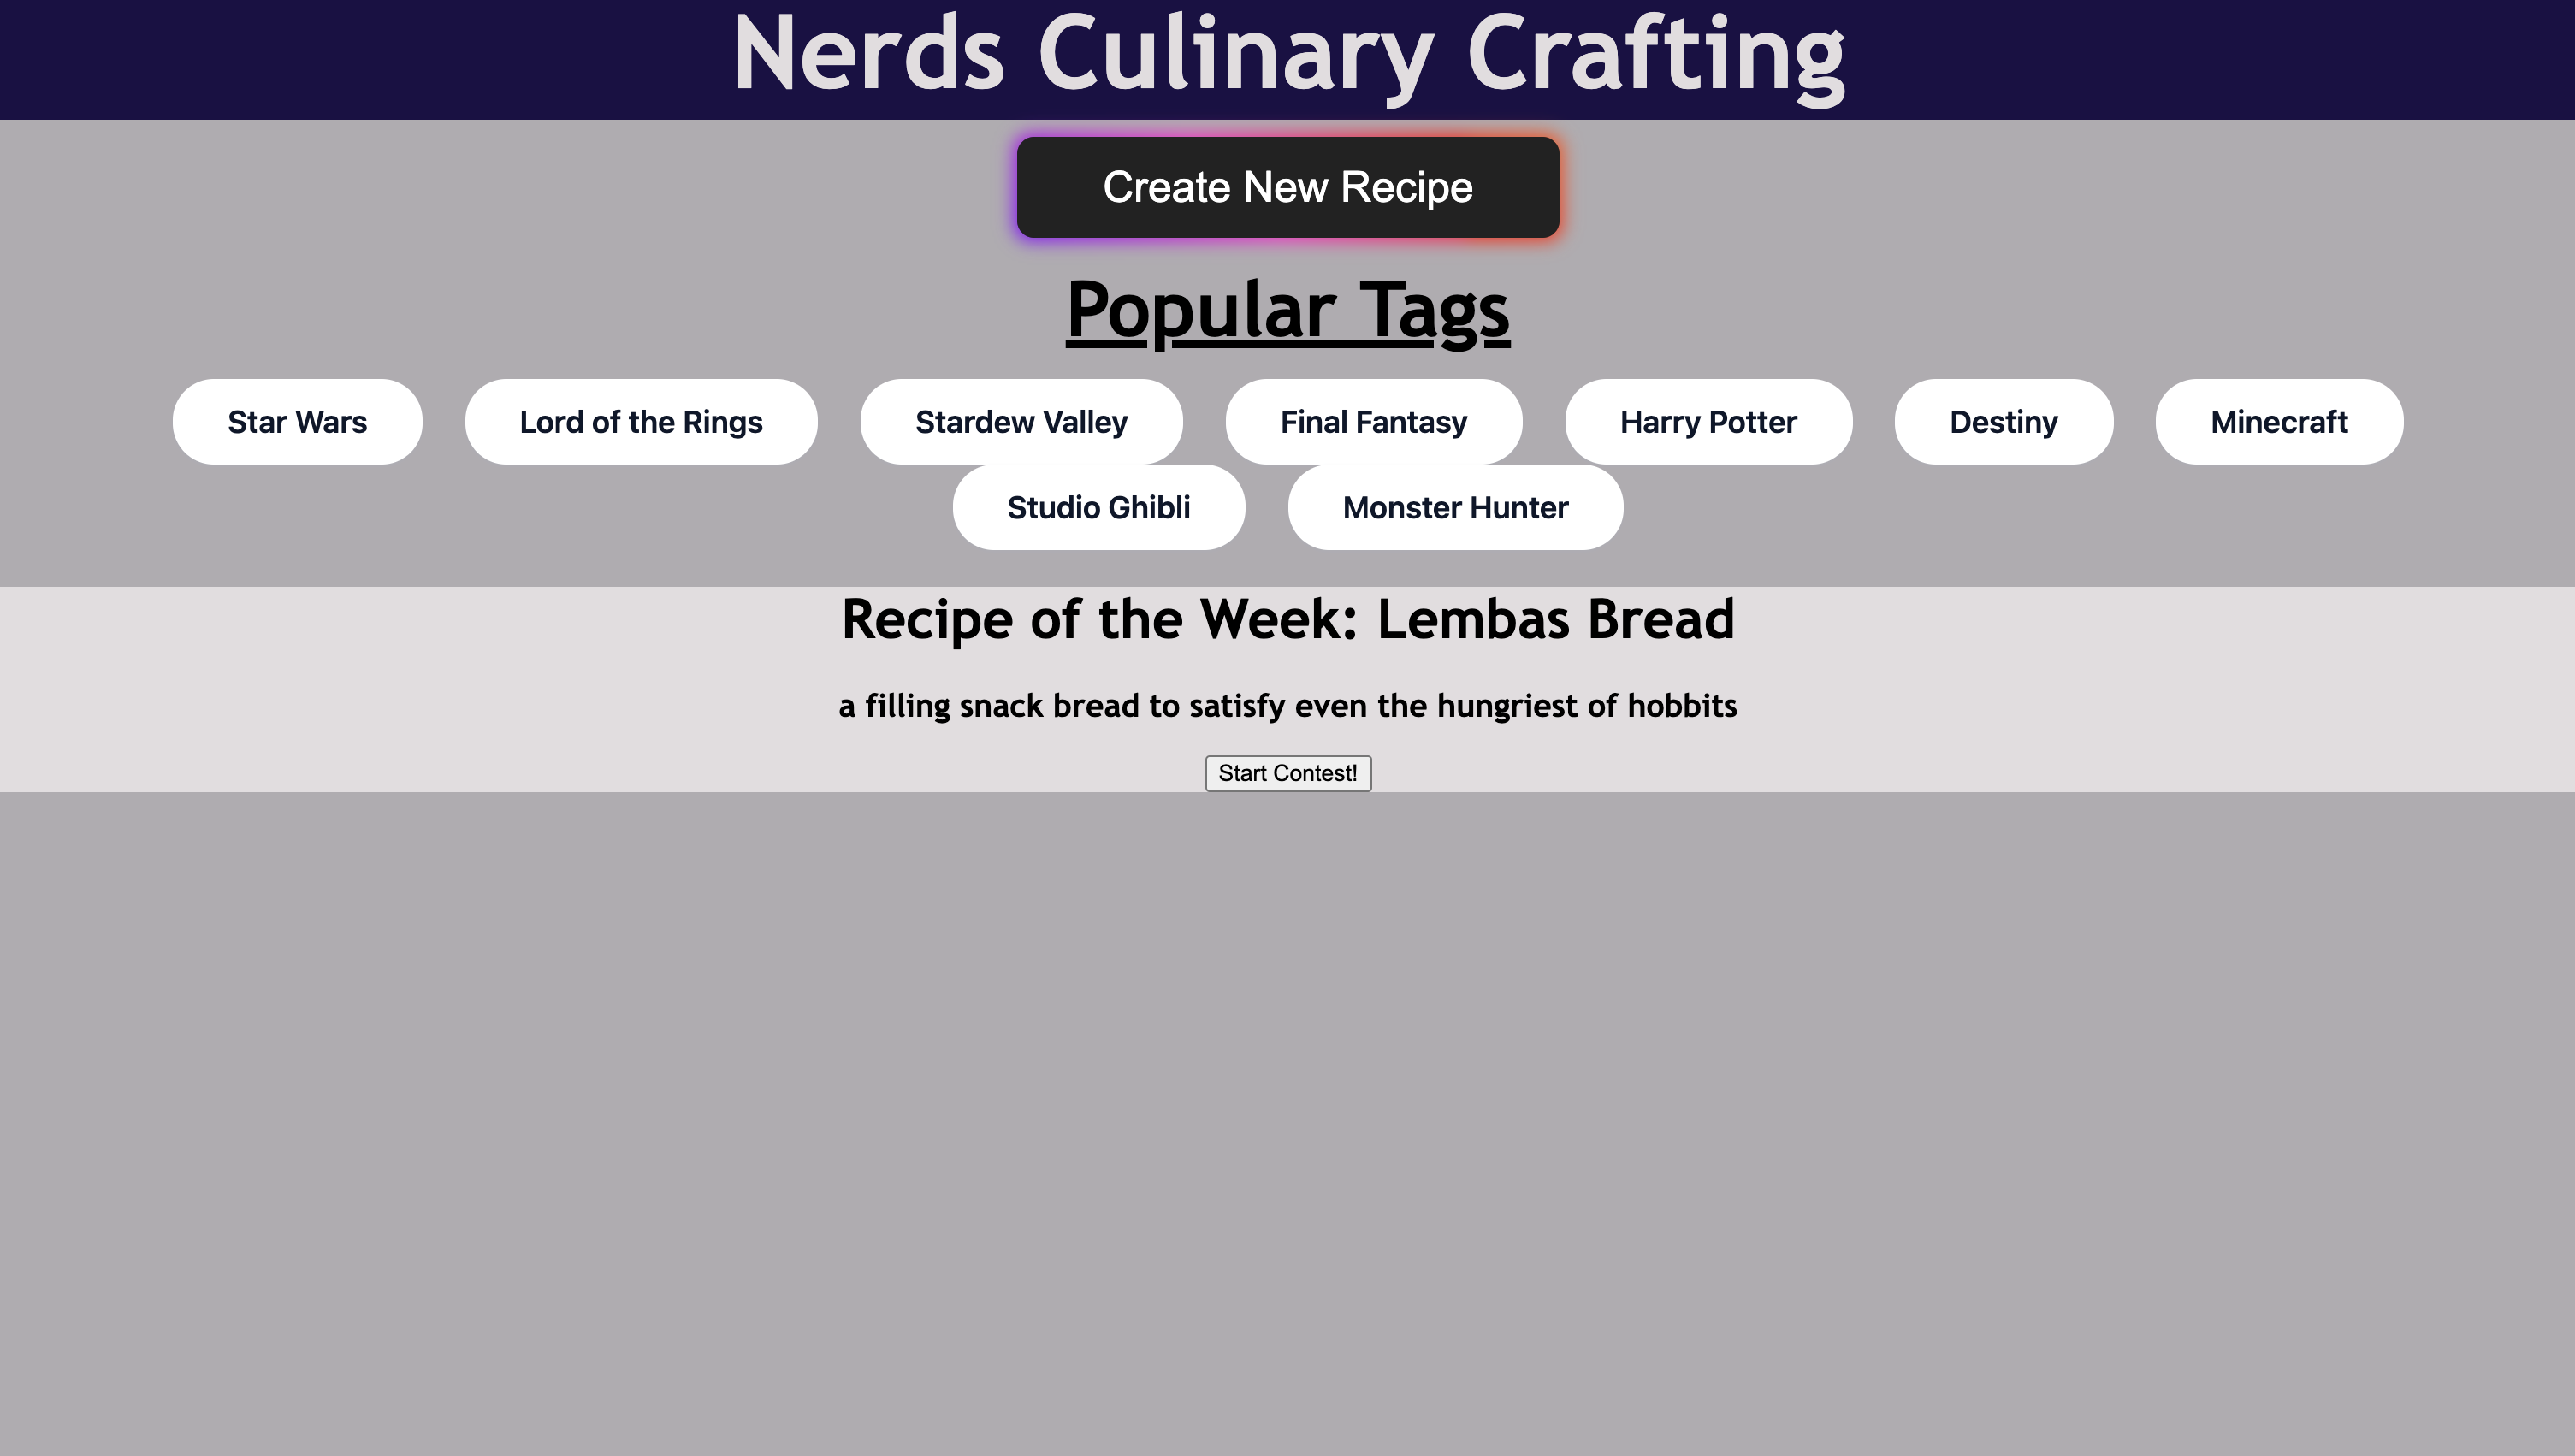 Nerds Culinary Crafting
Create New Recipe
Popular Tags
Star Wars Lord of the Rings Stardew Valley Final Fantasy Harry Potter Destiny Minecraft
Studio Ghibli Monster Hunter
Recipe of the Week: Lembas Bread
a filling snack bread to satisfy even the hungriest of hobbits
Start Contest!